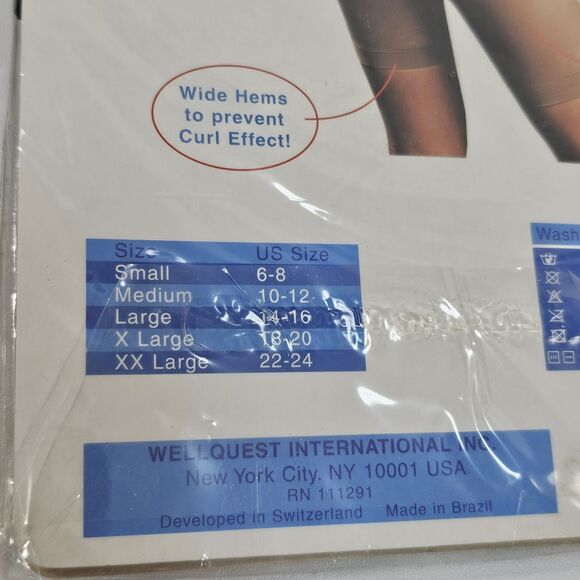 Wide Hems
to prevent
Curl Effect!
Size US Size
Small 6-8
Medium 10-12
Large 14-16
X Large 18-20
XX Large 22-24
Wash
WELLQUEST INTERNATIONAL INC.
New York City, NY 10001 USA
RN 111291
Developed in Switzerland Made in Brazil